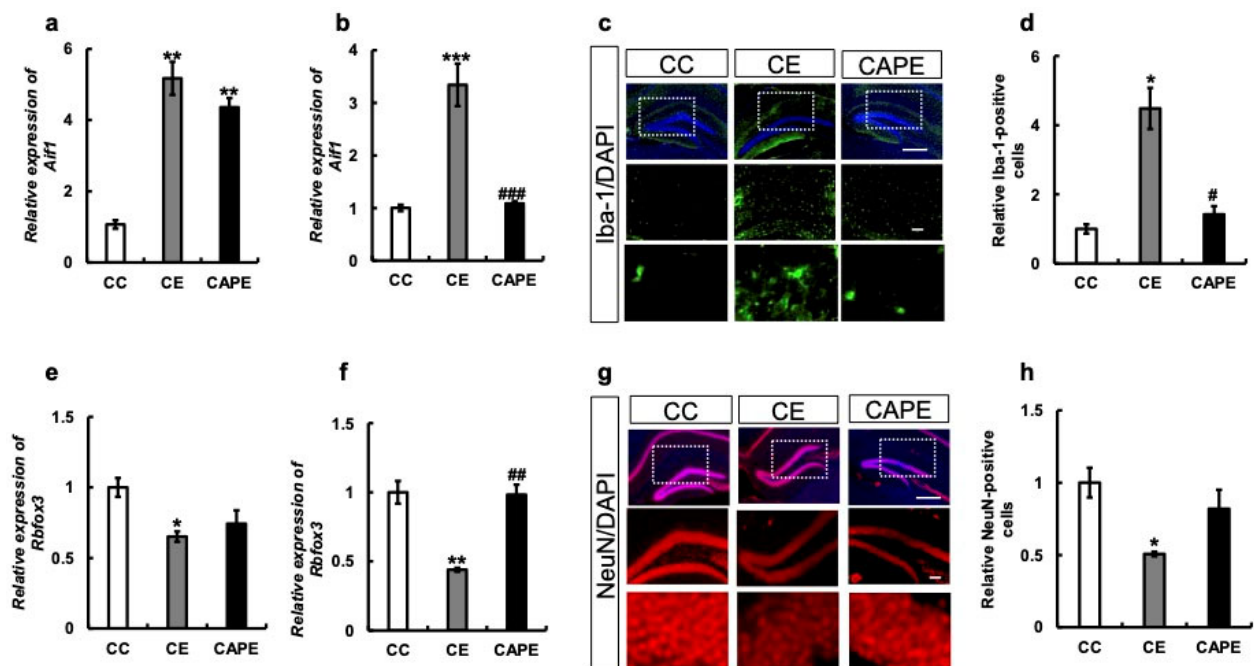 a
Relative expression of
Aif1
6
4
2
0
**
**
CC CE CAPE
b
Relative expression of
Aif1
4
3
2
1
0
***
###
CC CE CAPE
c
Iba-1/DAPI
CC CE CAPE
d
Relative Iba-1-positive
cells
6
4
2
0
*
#
CC CE CAPE
e
Relative expression of
Rbfox3
1.5
1
0.5
0
*
CC CE CAPE
f
Relative expression of
Rbfox3
1.5
1
0.5
0
**
##
CC CE CAPE
g
NeuN/DAPI
CC CE CAPE
h
Relative NeuN-positive
cells
1.5
1
0.5
0
*
CC CE CAPE